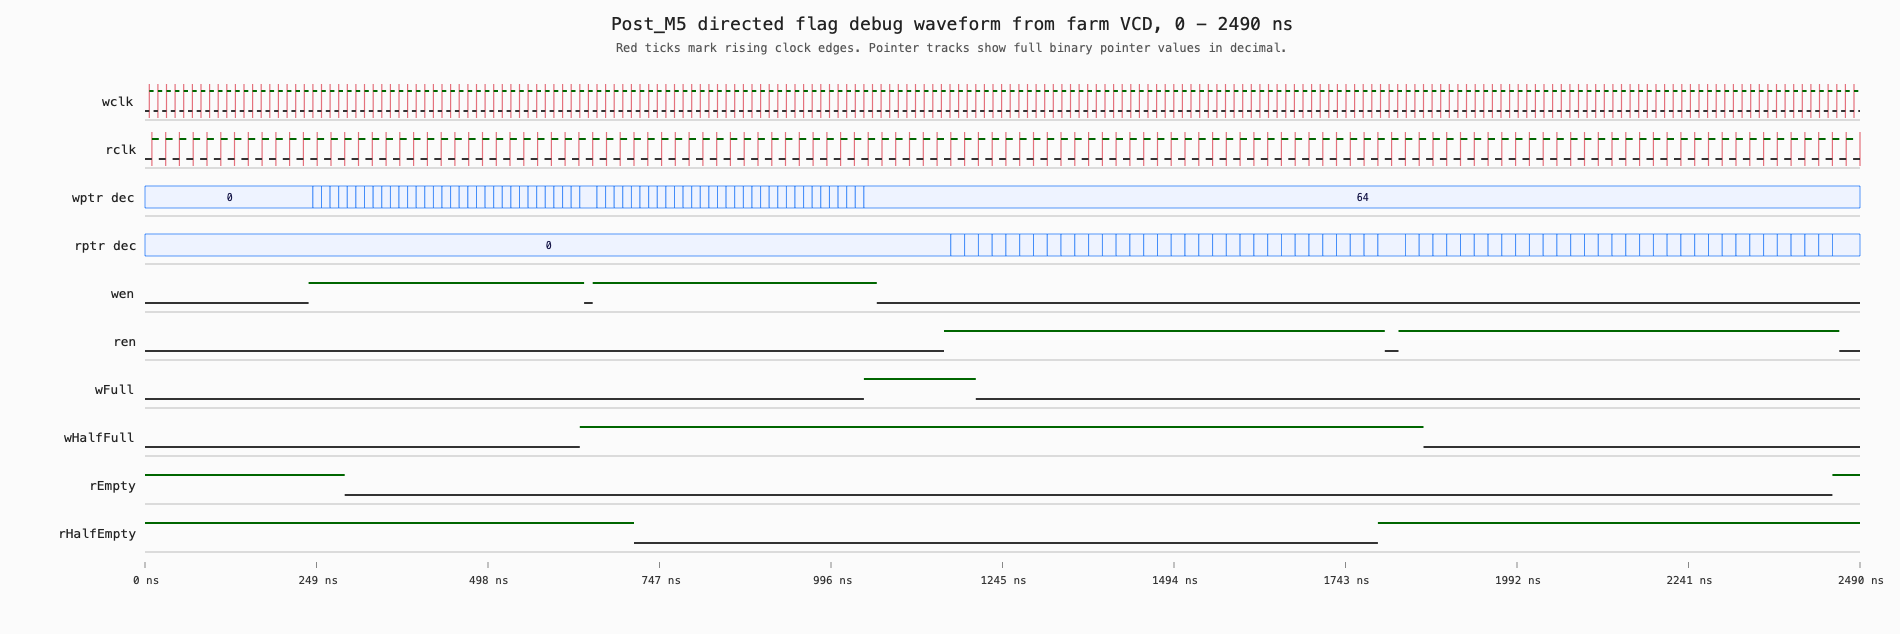 Post_M5 directed flag debug waveform from farm VCD, 0 – 2490 ns
Red ticks mark rising clock edges. Pointer tracks show full binary pointer values in decimal.
wclk
rclk
wptr dec 0 64
rptr dec 0
wen
ren
wFull
wHalfFull
rEmpty
rHalfEmpty
0 ns 249 ns 498 ns 747 ns 996 ns 1245 ns 1494 ns 1743 ns 1992 ns 2241 ns 2490 ns